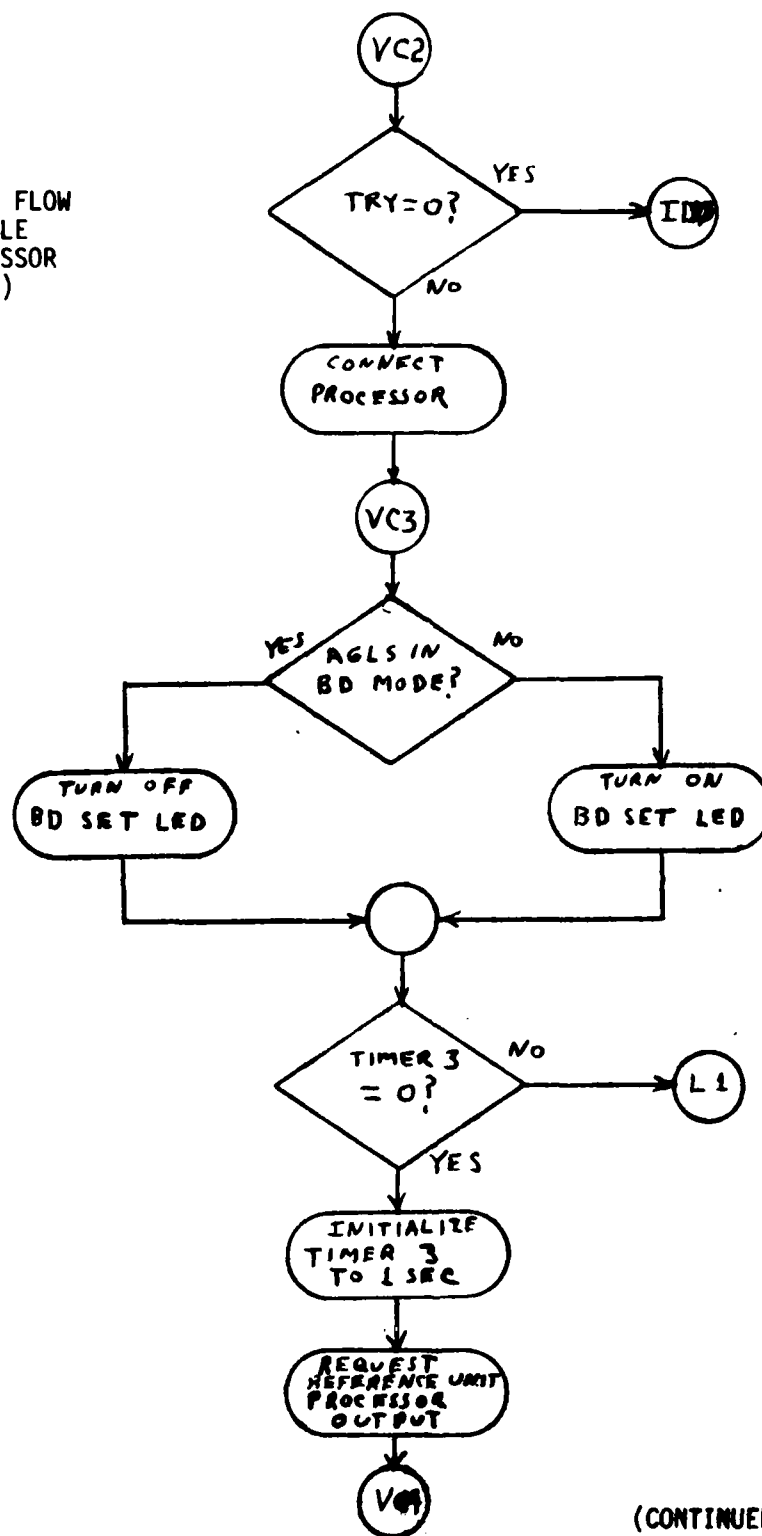 VC2
FLOW
LE
SSOR
)
TRY=0?
YES
NO
CONNECT
PROCESSOR
VC3
YES
AGLS IN
BD MODE?
NO
TURN OFF
BD SET LED
TURN ON
BD SET LED
TIMER 3
= 0?
NO
L1
YES
INITIALIZE
TIMER 3
TO 1 SEC
REQUEST
REFERENCE UNIT
PROCESSOR
OUTPUT
(CONTINUED